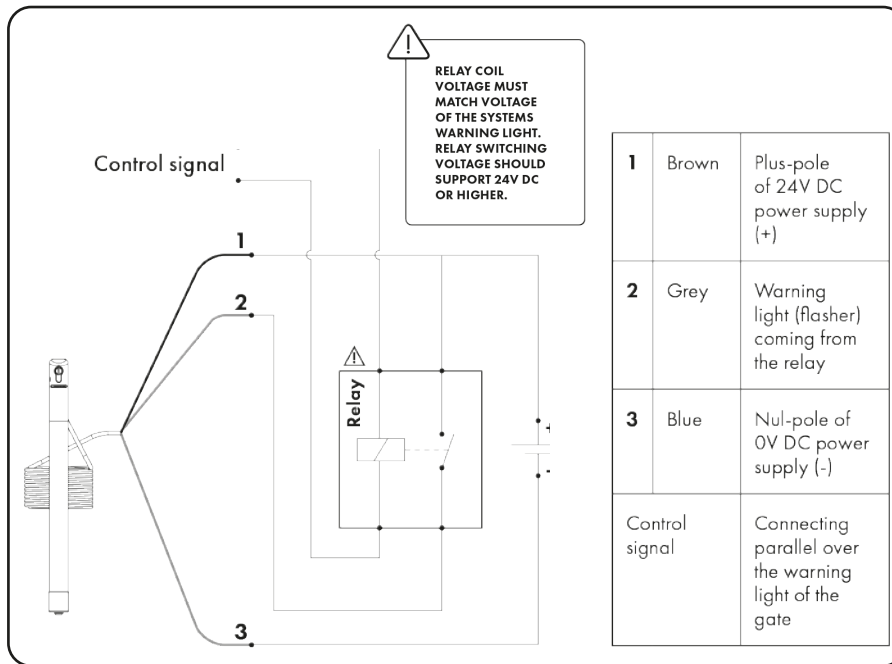 RELAY COIL
VOLTAGE MUST
MATCH VOLTAGE
OF THE SYSTEMS
WARNING LIGHT.
RELAY SWITCHING
VOLTAGE SHOULD
SUPPORT 24V DC
OR HIGHER.
Control signal
1
2
3
Relay
+
-
1 Brown Plus-pole
of 24V DC
power supply
(+)
2 Grey Warning
light (flasher)
coming from
the relay
3 Blue Nul-pole of
0V DC power
supply (-)
Control Connecting
signal parallel over
the warning
light of the
gate